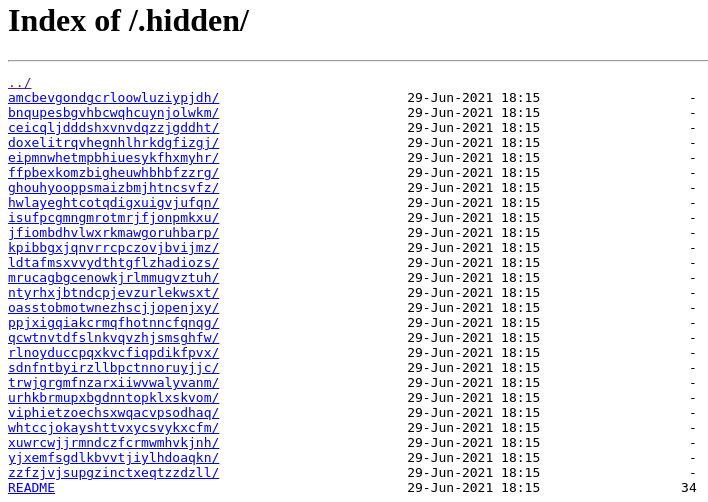 Index of /.hidden/
../
amcbevgondgcrloowluziypjdh/ 29-Jun-2021 18:15 -
bnqupesbgvhbcwqhcuynjolwkm/ 29-Jun-2021 18:15 -
ceicqljdddshxvnvdqzzjgddht/ 29-Jun-2021 18:15 -
doxelitrqvhegnhlhrkdgfizgj/ 29-Jun-2021 18:15 -
eipmnwhetmpbhiuesykfhxmyhr/ 29-Jun-2021 18:15 -
ffpbexkomzbigheuwhbhbfzzrg/ 29-Jun-2021 18:15 -
ghouhyooppsmaizbmjhtncsvfz/ 29-Jun-2021 18:15 -
hwlayeghtcotqdigxuigvjufqn/ 29-Jun-2021 18:15 -
isufpcgmngmrotmrjfjonpmkxu/ 29-Jun-2021 18:15 -
jfiombdhvlwxrkmawgoruhbarp/ 29-Jun-2021 18:15 -
kpibbgxjqnvrrcpczovjbvijmz/ 29-Jun-2021 18:15 -
ldtafmsxvvydthtgflzhadiozs/ 29-Jun-2021 18:15 -
mrucagbgcenowkjrlmmugvztuh/ 29-Jun-2021 18:15 -
ntyrhxjbtndcpjevzurlekwsxt/ 29-Jun-2021 18:15 -
oasstobmotwnezhscjjopenjxy/ 29-Jun-2021 18:15 -
ppjxigqiakcrmqfhotnncfqnqg/ 29-Jun-2021 18:15 -
qcwtnvtdfslnkvqvzhjsmsghfw/ 29-Jun-2021 18:15 -
rlnoyduccpqxkvcfiqpdikfpvx/ 29-Jun-2021 18:15 -
sdnfntbyirzllbpctnnoruyjjc/ 29-Jun-2021 18:15 -
trwjgrgmfnzarxiiwvwalyvanm/ 29-Jun-2021 18:15 -
urhkbrmupxbgdnntopklxskvom/ 29-Jun-2021 18:15 -
viphietzoechsxwqacvpsodhaq/ 29-Jun-2021 18:15 -
whtccjokayshttvxycsvykxcfm/ 29-Jun-2021 18:15 -
xuwrcwjjrmndczfcrmwmhvkjnh/ 29-Jun-2021 18:15 -
yjxemfsgdlkbvvtjiylhdoaqkn/ 29-Jun-2021 18:15 -
zzfzjvjsupgzinctxeqtzzdzll/ 29-Jun-2021 18:15 -
README 29-Jun-2021 18:15 34